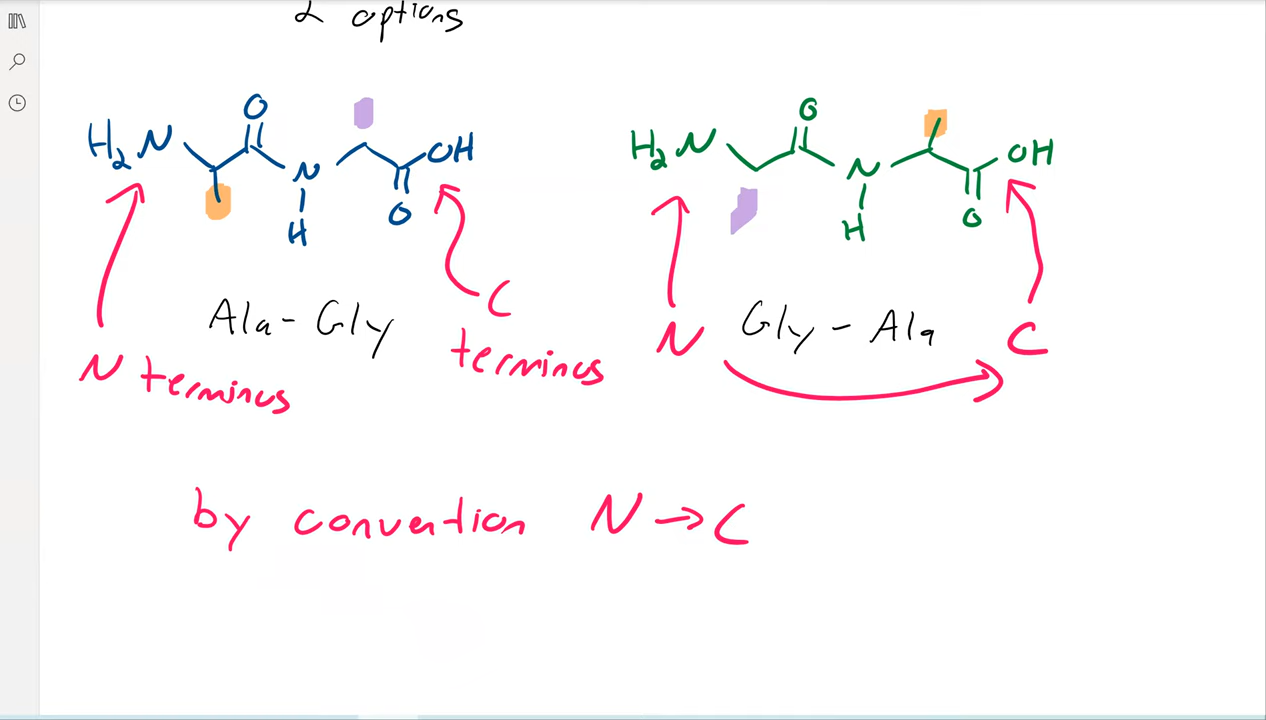 2 options
O
H₂N
N
H
OH
O
O
H₂N
N
H
OH
O
Ala - Gly
N terminus
C terminus
Gly - Ala
N
C
by convention N → C